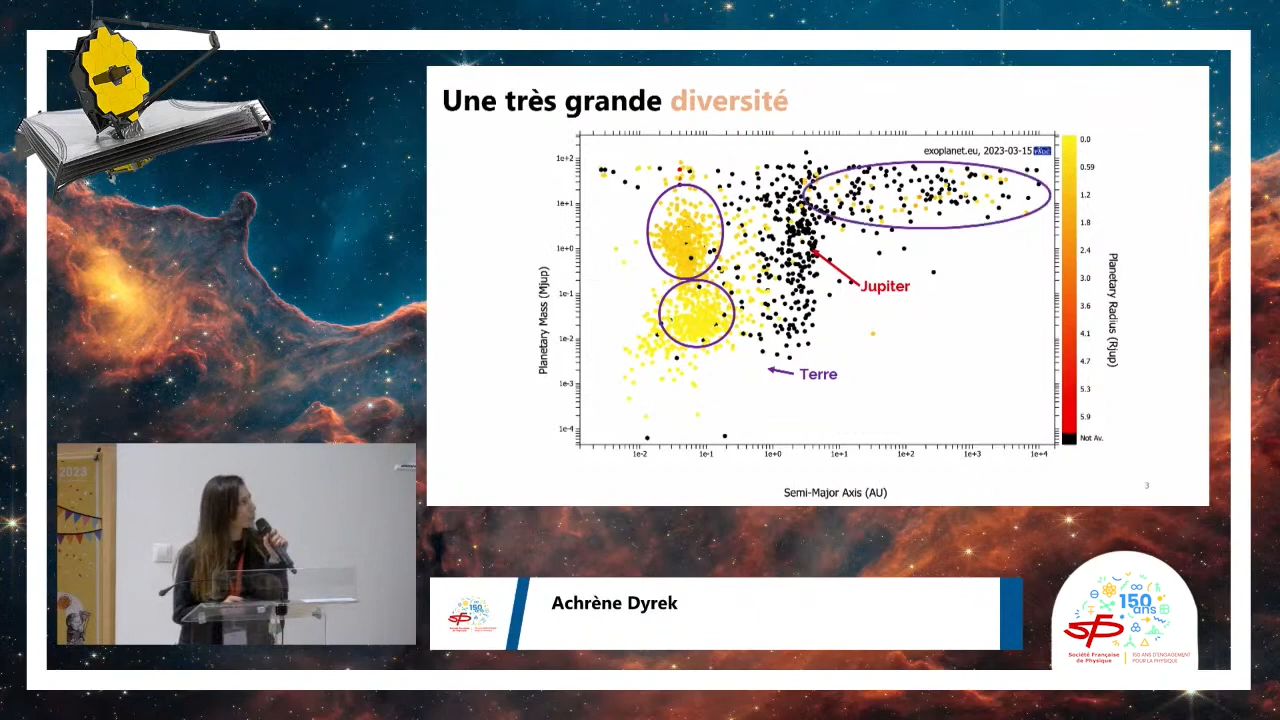 Une très grande diversité
exoplanet.eu, 2023-03-15
Planetary Mass (Mjup)
1e+2
1e+1
1e+0
1e-1
1e-2
1e-3
1e-4
1e-2
1e-1
1e+0
1e+1
1e+2
1e+3
1e+4
Semi-Major Axis (AU)
Jupiter
Terre
0.0
0.59
1.2
1.8
2.4
3.0
3.6
4.1
4.7
5.3
5.9
Not Av.
Planetary Radius (Rjup)
3
2023
Achrène Dyrek
150
150
ans
sfp
Société Française
de Physique
150 ANS D'ENGAGEMENT
POUR LA PHYSIQUE